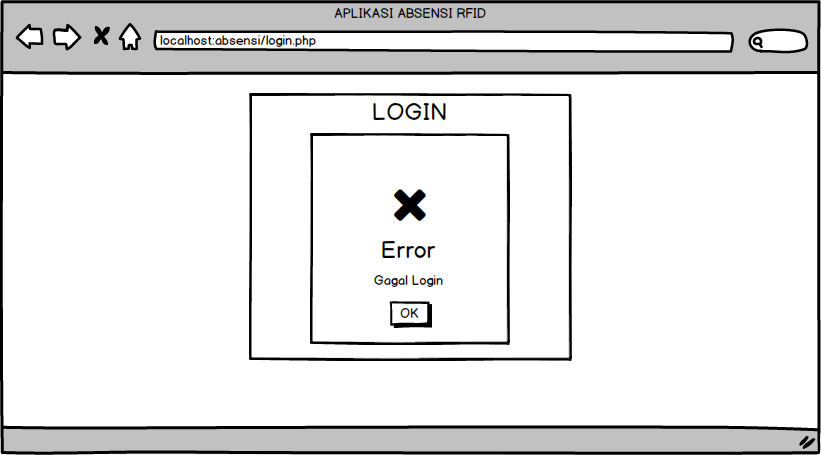 APLIKASI ABSENSI RFID
localhost:absensi/login.php
LOGIN
Error
Gagal Login
OK